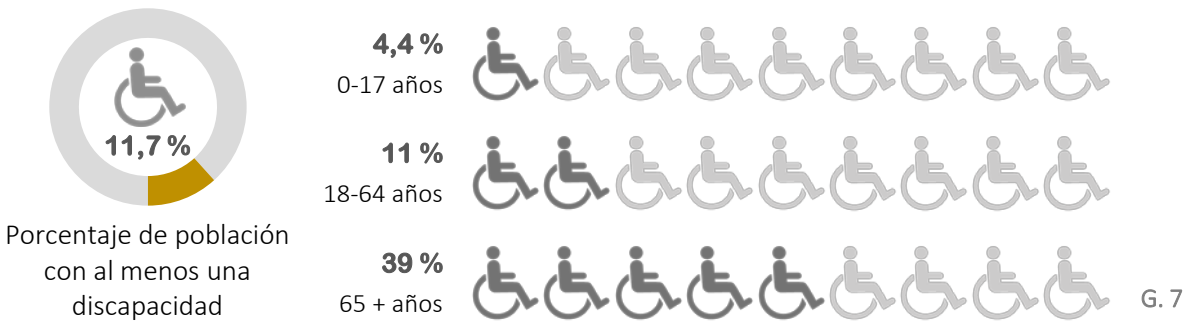 11,7 %
Porcentaje de población
con al menos una
discapacidad
4,4 %
0-17 años
11 %
18-64 años
39 %
65 + años
G. 7